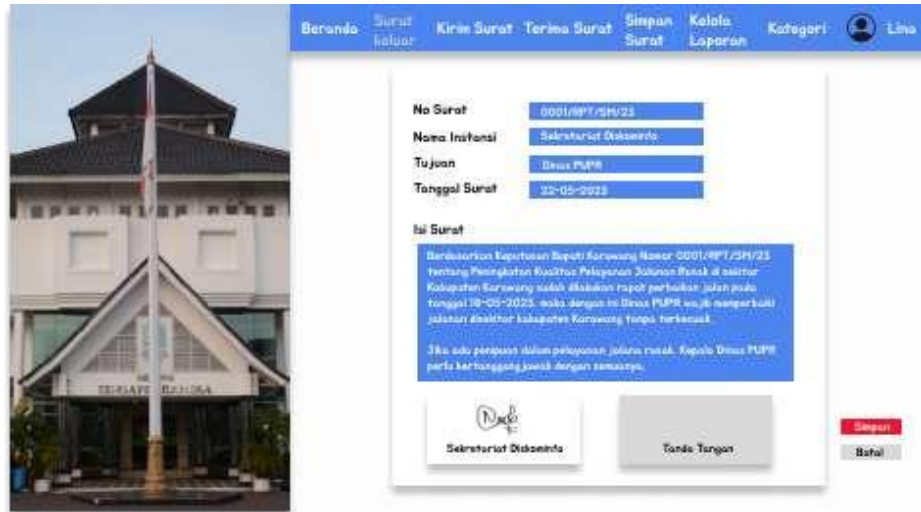 Beranda Surat keluar Kirim Surat Terima Surat Simpan Surat Kelola Laporan Kategori Lina
No Surat 0001/RPT/SM/23
Nama Instansi Sekretariat Diskominfo
Tujuan Dinas PUPR
Tanggal Surat 22-05-2023
Isi Surat
Berdasarkan Keputusan Bupati Karawang Nomor 0001/RPT/SM/23
tentang Peningkatan Kualitas Pelayanan Jalanan Rusak di sekitar
Kabupaten Karawang sudah dilakukan rapat perbaikan jalan pada
tanggal 18-05-2023. maka dengan ini Dinas PUPR wajib memperbaiki
jalanan disekitar kabupaten Karawang tanpa terkecuali.
Jika ada penipuan dalam pelayanan jalana rusak. Kepala Dinas PUPR
perlu bertanggung jawab dengan semuanya.
Sekretariat Diskominfo
Tanda Tangan
Simpan
Batal